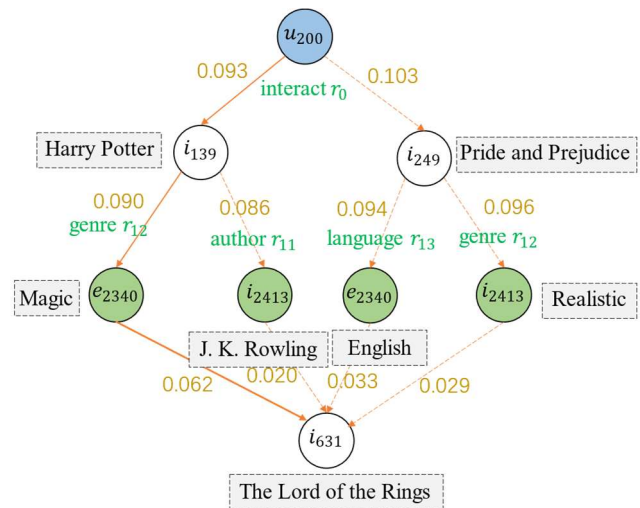 u200
0.093
0.103
interact r0
Harry Potter
i139
i249
Pride and Prejudice
0.090
0.086
0.094
0.096
genre r12
author r11
language r13
genre r12
Magic
e2340
i2413
e2340
i2413
Realistic
J. K. Rowling
English
0.062
0.020
0.033
0.029
i631
The Lord of the Rings